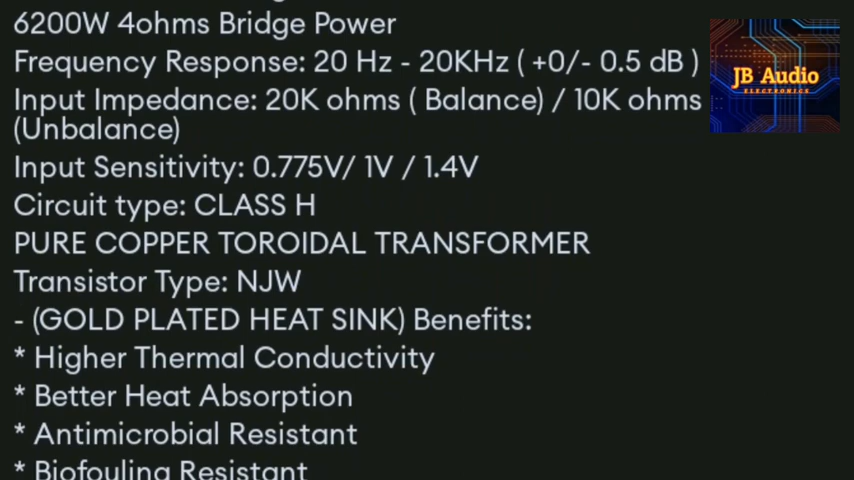 6200W 4ohms Bridge Power
Frequency Response: 20 Hz - 20KHz ( +0/- 0.5 dB )
Input Impedance: 20K ohms ( Balance) / 10K ohms
(Unbalance)
Input Sensitivity: 0.775V/ 1V / 1.4V
Circuit type: CLASS H
PURE COPPER TOROIDAL TRANSFORMER
Transistor Type: NJW
- (GOLD PLATED HEAT SINK) Benefits:
* Higher Thermal Conductivity
* Better Heat Absorption
* Antimicrobial Resistant
* Biofouling Resistant
JB Audio
ELECTRONICS